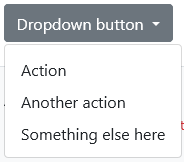 Dropdown button
Action
Another action
Something else here